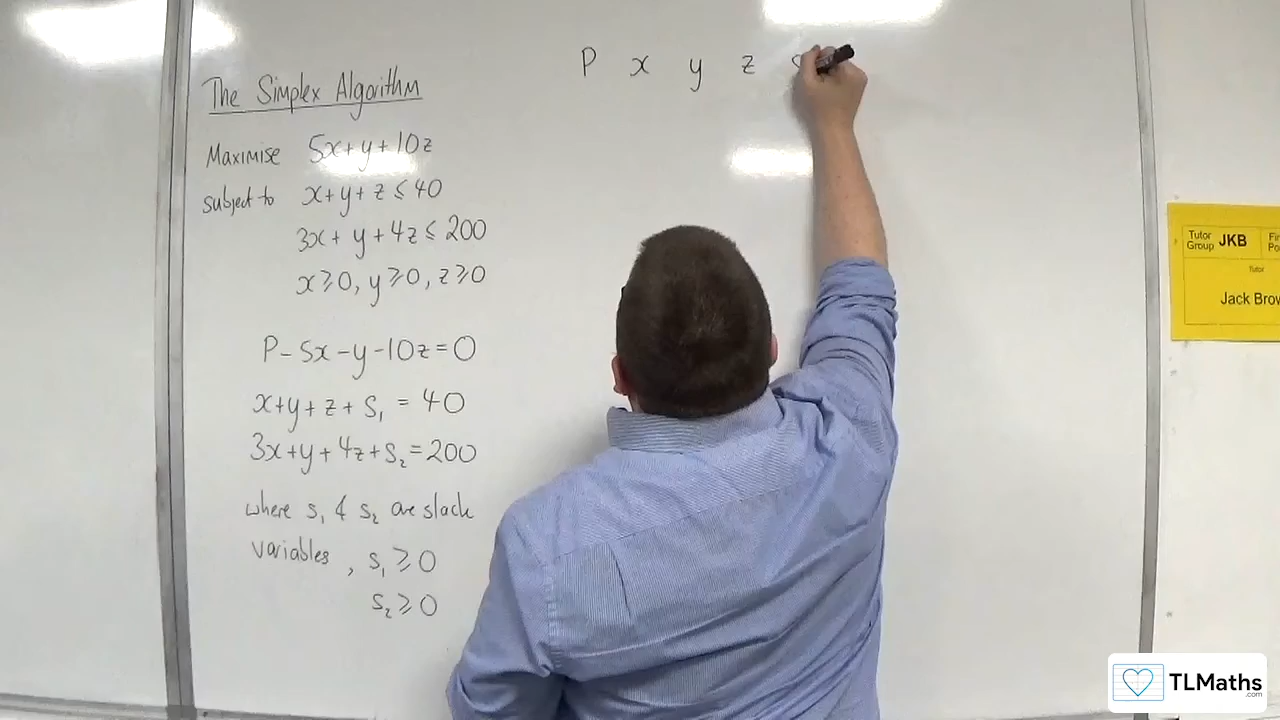 The Simplex Algorithm
Maximise 5x+y+10z
subject to x+y+z≤40
3x+y+4z≤200
x≥0, y≥0, z≥0
P-5x-y-10z=0
x+y+z+s₁=40
3x+y+4z+s₂=200
where s₁ & s₂ are slack
variables, s₁≥0
s₂≥0
P x y z
Tutor
Group JKB
Tutor
TLMaths
.com